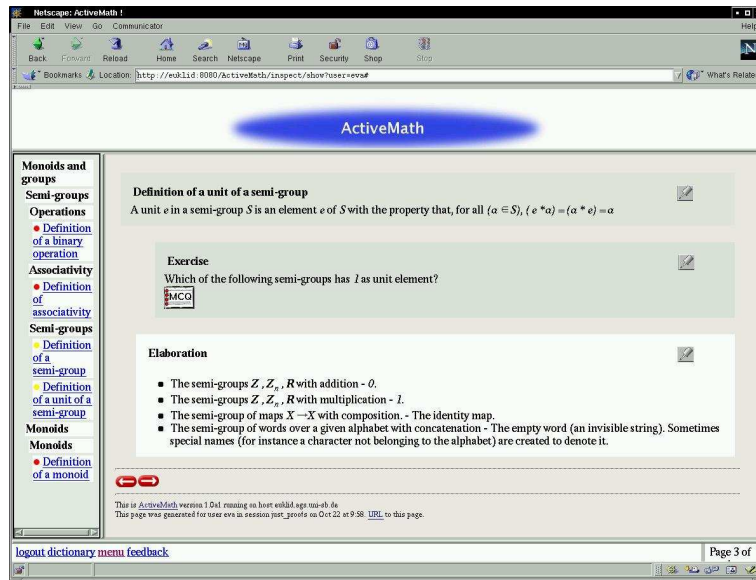 Netscape: ActiveMath !
File Edit View Go Communicator Help
Back Forward Reload Home Search Netscape Print Security Shop Stop
Bookmarks Location: http://euklid:8080/ActiveMath/inspect/show?user=eva# What's Relate
ActiveMath
Monoids and
groups
Semi-groups
Operations
Definition
of a binary
operation
Associativity
Definition
of
associativity
Semi-groups
Definition
of a
semi-group
Definition
of a unit of a
semi-group
Monoids
Monoids
Definition
of a monoid
Definition of a unit of a semi-group
A unit e in a semi-group S is an element e of S with the property that, for all (a ∈ S), ( e *a) = (a * e) = a
Exercise
Which of the following semi-groups has 1 as unit element?
MCQ
Elaboration
The semi-groups Z , Zn , R with addition - 0.
The semi-groups Z , Zn , R with multiplication - 1.
The semi-group of maps X → X with composition. - The identity map.
The semi-group of words over a given alphabet with concatenation - The empty word (an invisible string). Sometimes
special names (for instance a character not belonging to the alphabet) are created to denote it.
This is ActiveMath version 1.0a1 running on host euklid.ags.uni-sb.de
This page was generated for user eva in session just_proofs on Oct 22 at 9:58. URL to this page.
logout dictionary menu feedback Page 3 of